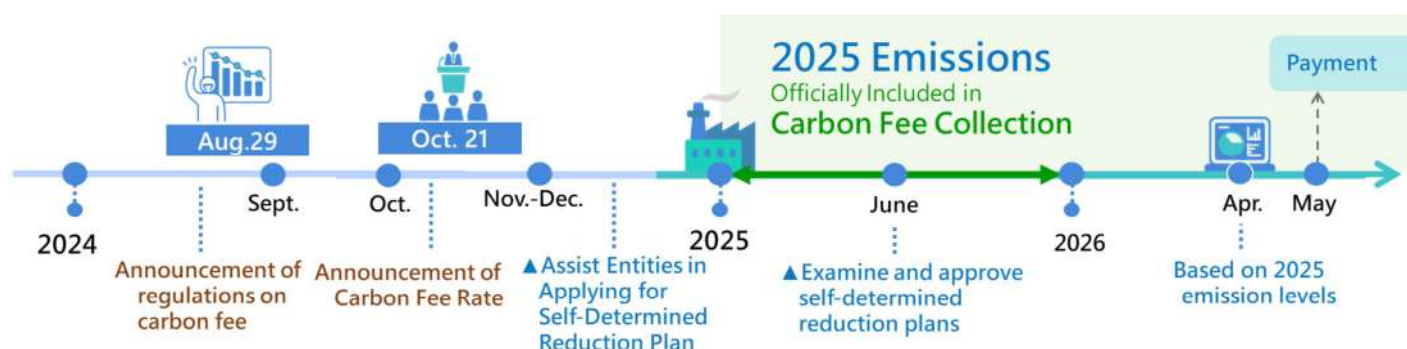 2025 Emissions
Officially Included in
Carbon Fee Collection
Payment
Aug.29
Oct. 21
Sept.
Oct.
Nov.-Dec.
June
Apr.
May
2024
2025
2026
Announcement of
regulations on
carbon fee
Announcement of
Carbon Fee Rate
▲Assist Entities in
Applying for
Self-Determined
Reduction Plan
▲Examine and approve
self-determined
reduction plans
Based on 2025
emission levels